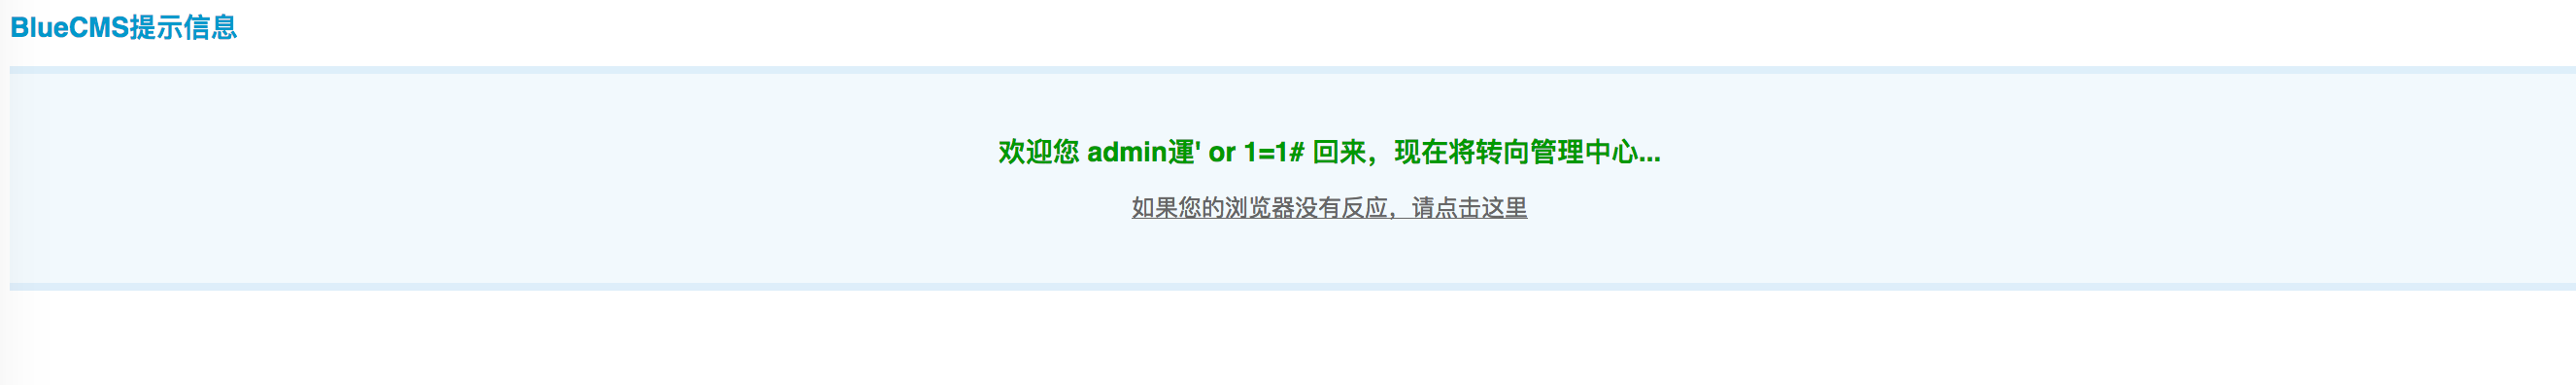 BlueCMS提示信息
欢迎您 admin運' or 1=1# 回来，现在将转向管理中心...
如果您的浏览器没有反应，请点击这里